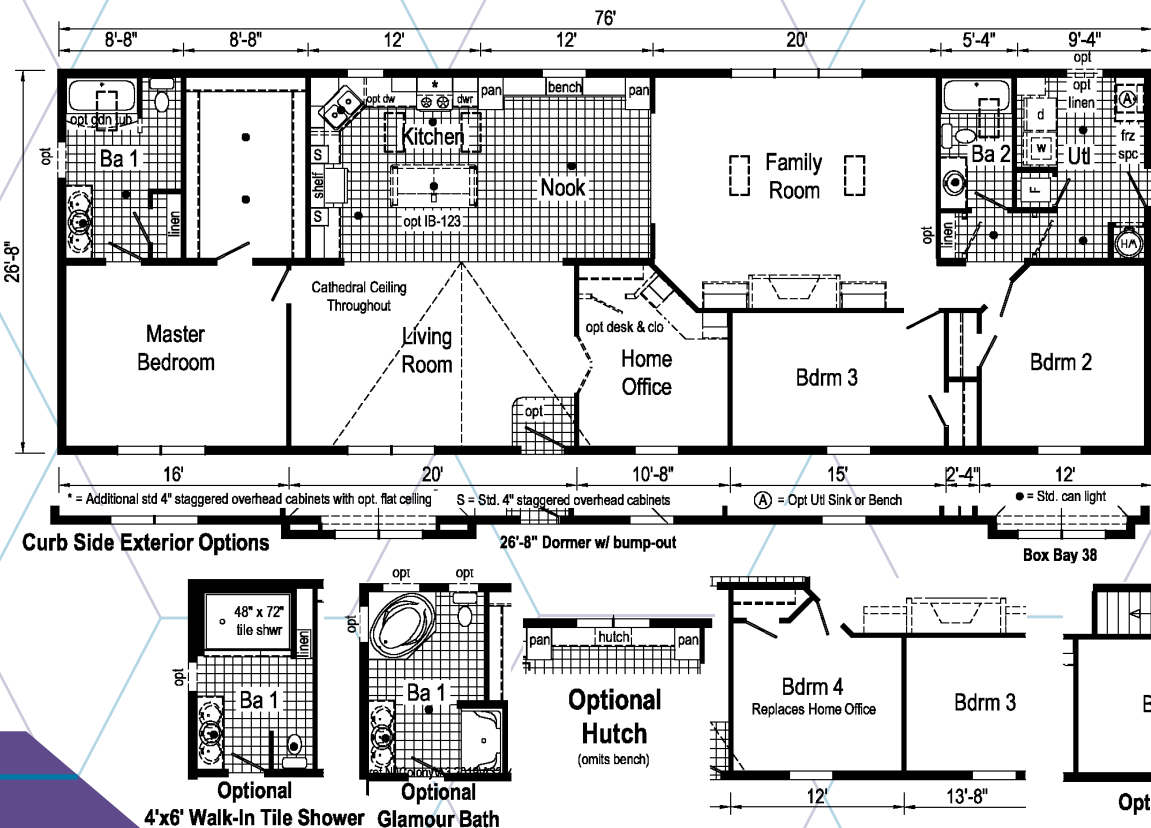 76'
8'-8" 8'-8" 12' 12' 20' 5'-4" 9'-4"
opt
opt dw * dwr pan bench pan
opt linen
d
A
opt ddn tub
Kitchen
frz spc
opt
Ba 1
S
w
Ba 2
Utl
shelf
Nook
Family Room
F
S
linen
opt IB-123
opt
linen
HW
26'-8"
Cathedral Ceiling Throughout
Master Bedroom
Living Room
opt desk & clo
Home Office
Bdrm 3
Bdrm 2
opt
16' 20' 10'-8" 15' 2'-4" 12'
* = Additional std 4" staggered overhead cabinets with opt. flat ceiling
S = Std. 4" staggered overhead cabinets
A = Opt Utl Sink or Bench
● = Std. can light
Curb Side Exterior Options
26'-8" Dormer w/ bump-out
Box Bay 38
48" x 72" tile shwr
linen
opt
Ba 1
Optional
4'x6' Walk-In Tile Shower
opt opt
opt
Ba 1
Optional
Glamour Bath
pan hutch pan
Optional
Hutch
(omits bench)
Bdrm 4
Replaces Home Office
Bdrm 3
12' 13'-8"
B
Opt